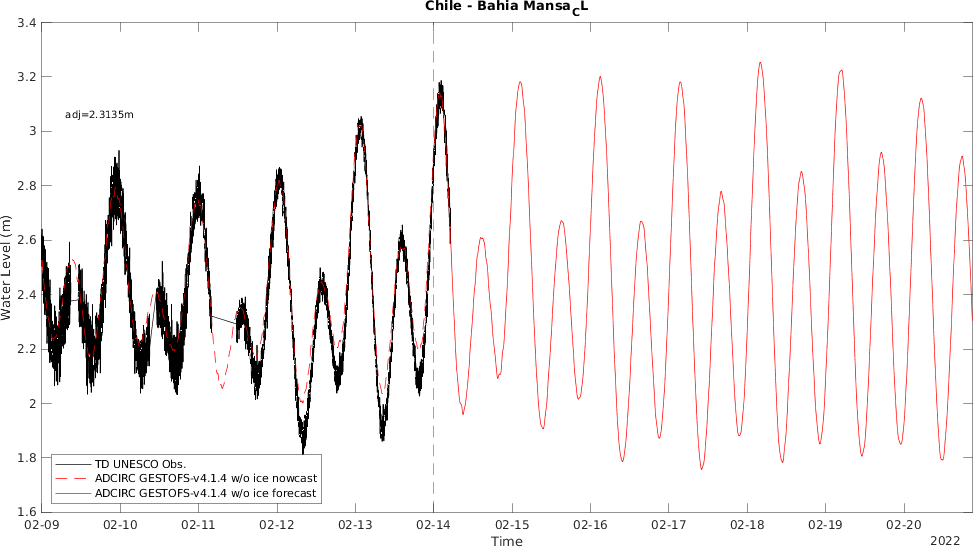 Chile - Bahia Mansa_CL
3.4
3.2
3
2.8
2.6
2.4
2.2
2
1.8
1.6
Water Level (m)
adj=2.3135m
TD UNESCO Obs.
ADCIRC GESTOFS-v4.1.4 w/o ice nowcast
ADCIRC GESTOFS-v4.1.4 w/o ice forecast
02-09 02-10 02-11 02-12 02-13 02-14 02-15 02-16 02-17 02-18 02-19 02-20
Time
2022